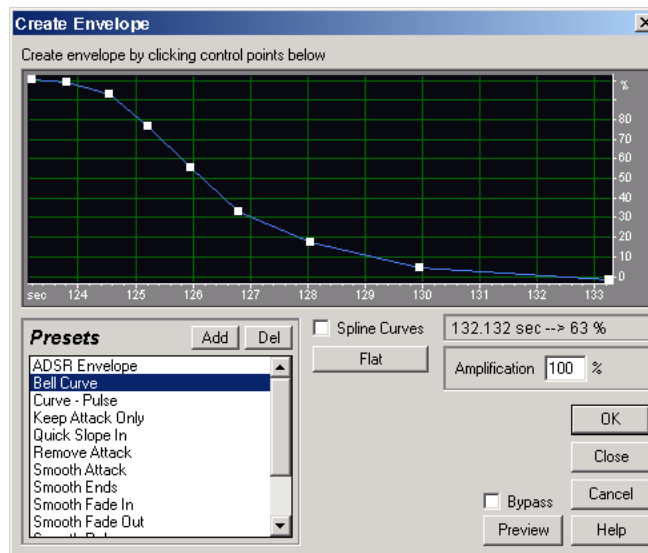 Create Envelope
Create envelope by clicking control points below
%
80
70
60
50
40
30
20
10
0
sec 124 125 126 127 128 129 130 131 132 133
Presets Add Del
ADSR Envelope
Bell Curve
Curve - Pulse
Keep Attack Only
Quick Slope In
Remove Attack
Smooth Attack
Smooth Ends
Smooth Fade In
Smooth Fade Out
Spline Curves
Flat
132.132 sec --> 63 %
Amplification 100 %
OK
Close
Cancel
Bypass
Preview Help